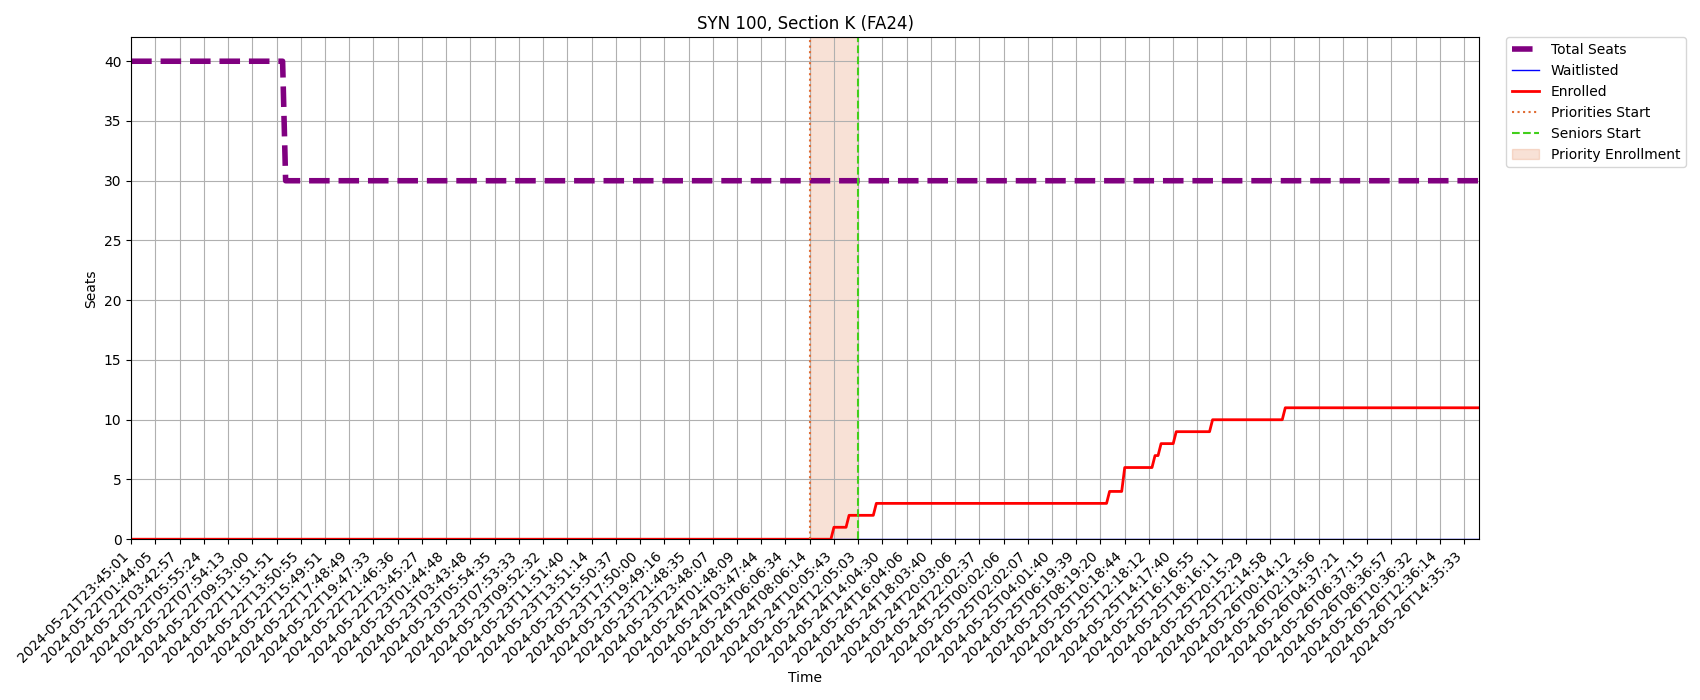 SYN 100, Section K (FA24)
Total Seats
Waitlisted
Enrolled
Priorities Start
Seniors Start
Priority Enrollment
Seats
40
35
30
25
20
15
10
5
0
2024-05-21T23:45:01
2024-05-22T01:44:05
2024-05-22T03:42:57
2024-05-22T05:55:24
2024-05-22T07:54:13
2024-05-22T09:53:00
2024-05-22T11:51:51
2024-05-22T13:50:55
2024-05-22T15:49:51
2024-05-22T17:48:49
2024-05-22T19:47:33
2024-05-22T21:46:36
2024-05-22T23:45:27
2024-05-23T01:44:48
2024-05-23T03:43:48
2024-05-23T05:54:35
2024-05-23T07:53:33
2024-05-23T09:52:32
2024-05-23T11:51:40
2024-05-23T13:51:14
2024-05-23T15:50:37
2024-05-23T17:50:00
2024-05-23T19:49:16
2024-05-23T21:48:35
2024-05-23T23:48:07
2024-05-24T01:48:09
2024-05-24T03:47:44
2024-05-24T06:06:34
2024-05-24T08:06:14
2024-05-24T10:05:43
2024-05-24T12:05:03
2024-05-24T14:04:30
2024-05-24T16:04:06
2024-05-24T18:03:40
2024-05-24T20:03:06
2024-05-24T22:02:37
2024-05-25T00:02:06
2024-05-25T02:02:07
2024-05-25T04:01:40
2024-05-25T06:19:39
2024-05-25T08:19:20
2024-05-25T10:18:44
2024-05-25T12:18:12
2024-05-25T14:17:40
2024-05-25T16:16:55
2024-05-25T18:16:11
2024-05-25T20:15:29
2024-05-25T22:14:58
2024-05-26T00:14:12
2024-05-26T02:13:56
2024-05-26T04:37:21
2024-05-26T06:37:15
2024-05-26T08:36:57
2024-05-26T10:36:32
2024-05-26T12:36:14
2024-05-26T14:35:33
Time